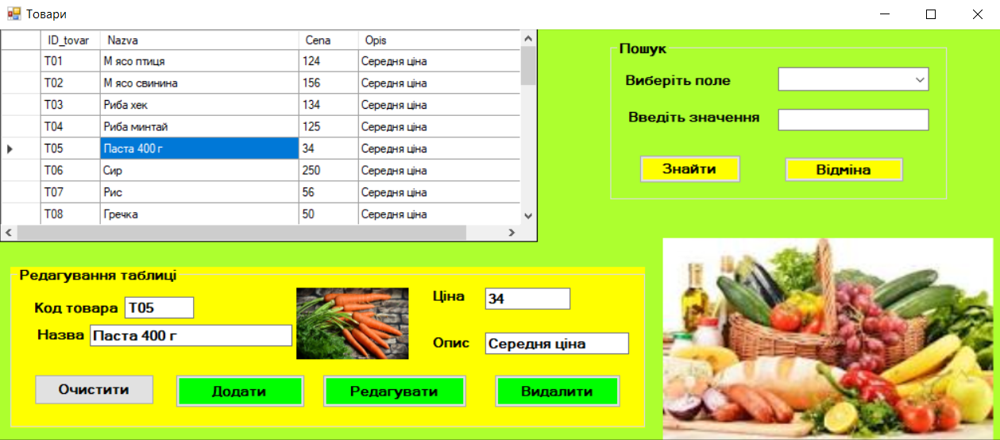 Товари
ID_tovar Nazva Cena Opis
T01 М ясо птиця 124 Середня ціна
T02 М ясо свинина 156 Середня ціна
T03 Риба хек 134 Середня ціна
T04 Риба минтай 125 Середня ціна
T05 Паста 400 г 34 Середня ціна
T06 Сир 250 Середня ціна
T07 Рис 56 Середня ціна
T08 Гречка 50 Середня ціна
Пошук
Виберіть поле
Введіть значення
Знайти Відміна
Редагування таблиці
Код товара T05
Назва Паста 400 г
Ціна 34
Опис Середня ціна
Очистити Додати Редагувати Видалити